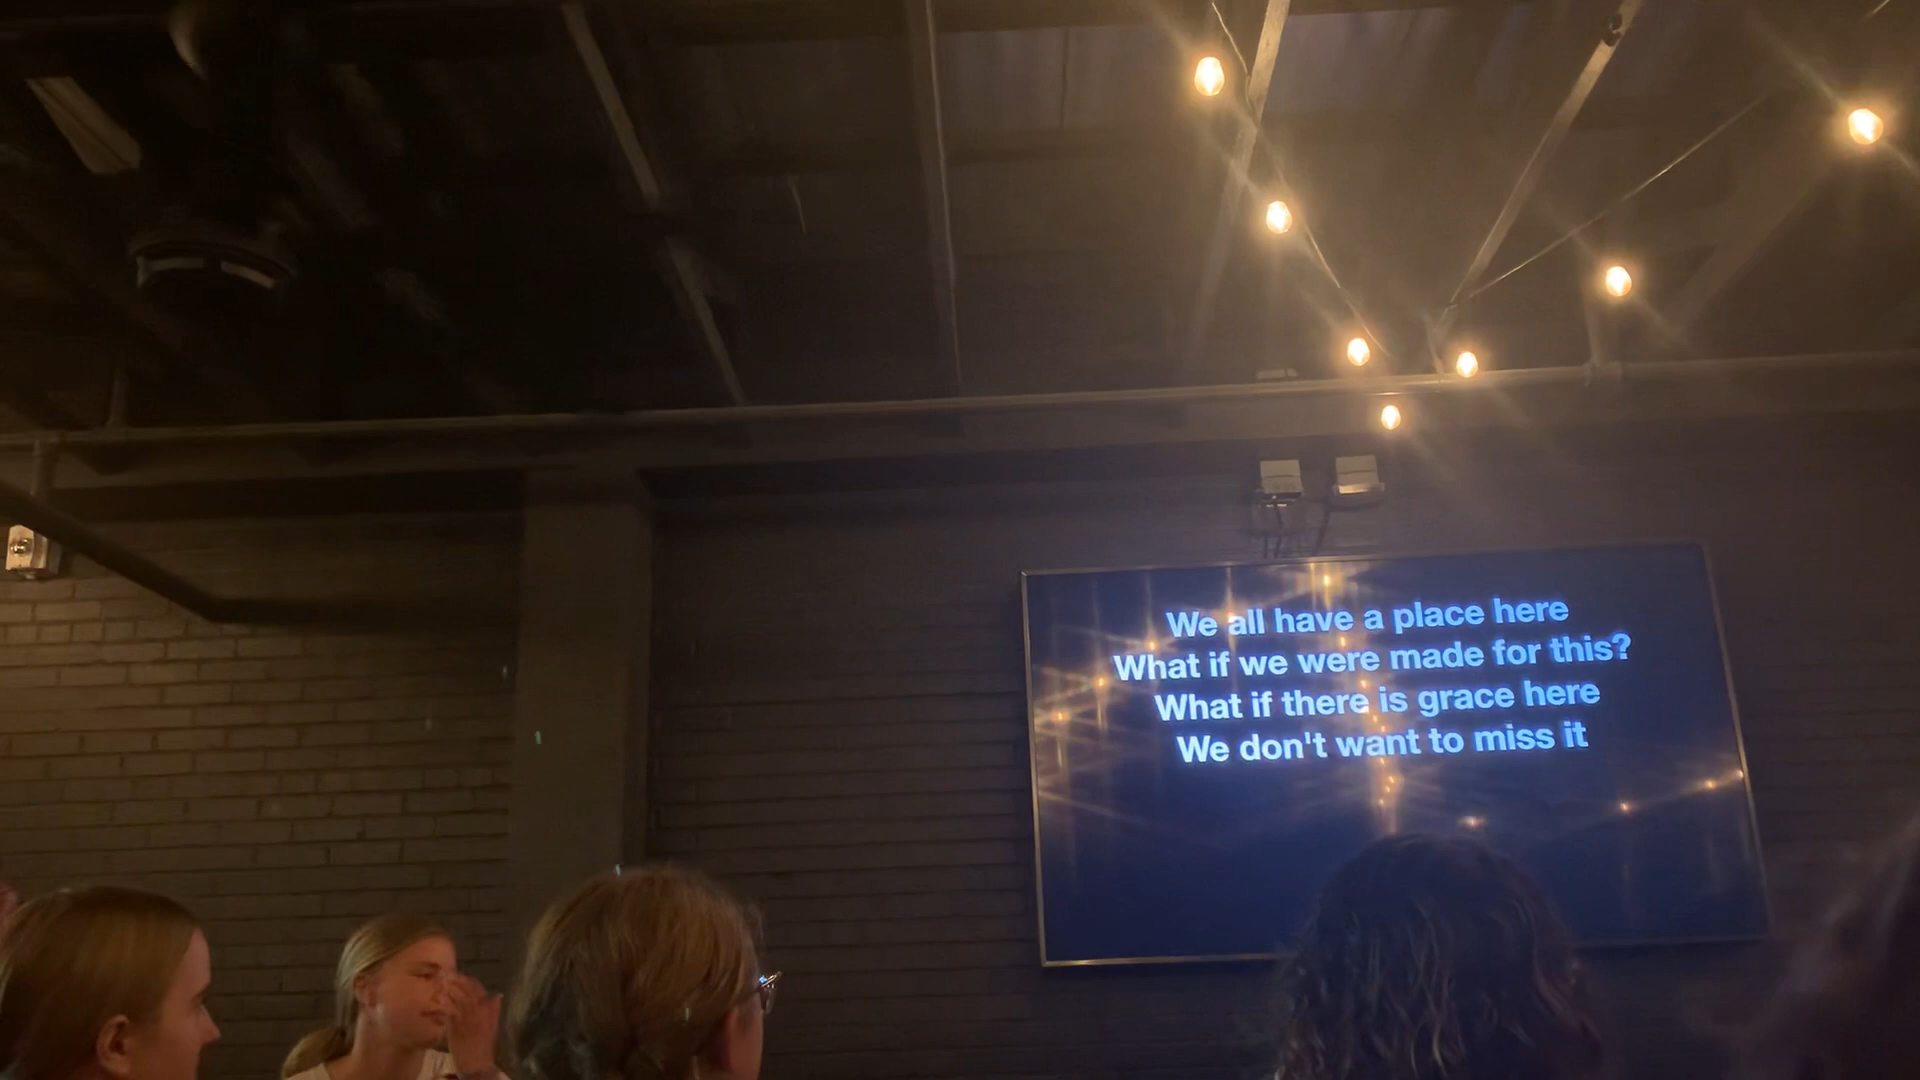 We all have a place here
What if we were made for this?
What if there is grace here
We don't want to miss it